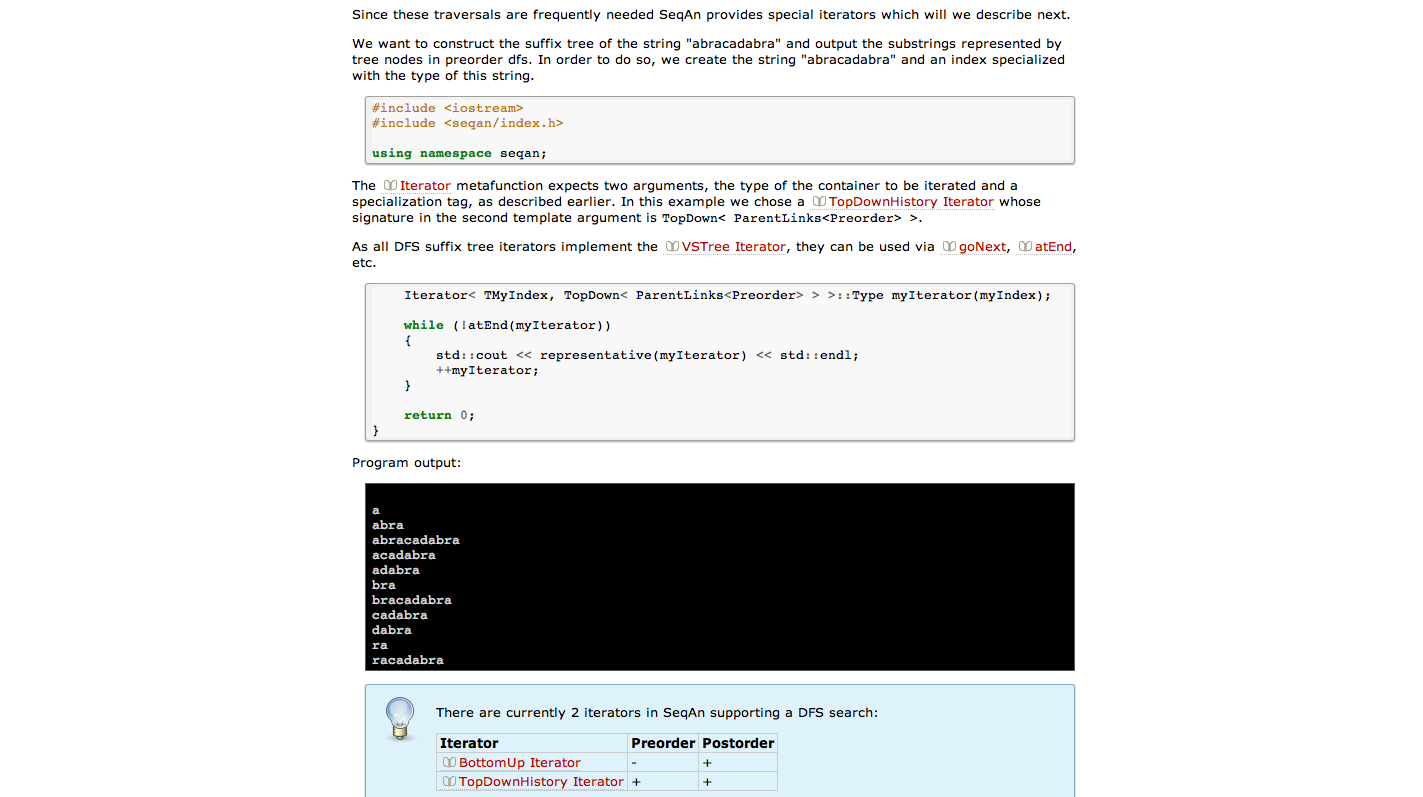 Since these traversals are frequently needed SeqAn provides special iterators which will we describe next.
We want to construct the suffix tree of the string "abracadabra" and output the substrings represented by
tree nodes in preorder dfs. In order to do so, we create the string "abracadabra" and an index specialized
with the type of this string.
#include <iostream>
#include <seqan/index.h>
using namespace seqan;
The Iterator metafunction expects two arguments, the type of the container to be iterated and a
specialization tag, as described earlier. In this example we chose a TopDownHistory Iterator whose
signature in the second template argument is TopDown< ParentLinks<Preorder> >.
As all DFS suffix tree iterators implement the VSTree Iterator, they can be used via goNext, atEnd,
etc.
Iterator< TMyIndex, TopDown< ParentLinks<Preorder> > >::Type myIterator(myIndex);
while (!atEnd(myIterator))
{
std::cout << representative(myIterator) << std::endl;
++myIterator;
}
return 0;
}
Program output:
a
abra
abracadabra
acadabra
adabra
bra
bracadabra
cadabra
dabra
ra
racadabra
There are currently 2 iterators in SeqAn supporting a DFS search:
Iterator Preorder Postorder
BottomUp Iterator - +
TopDownHistory Iterator + +